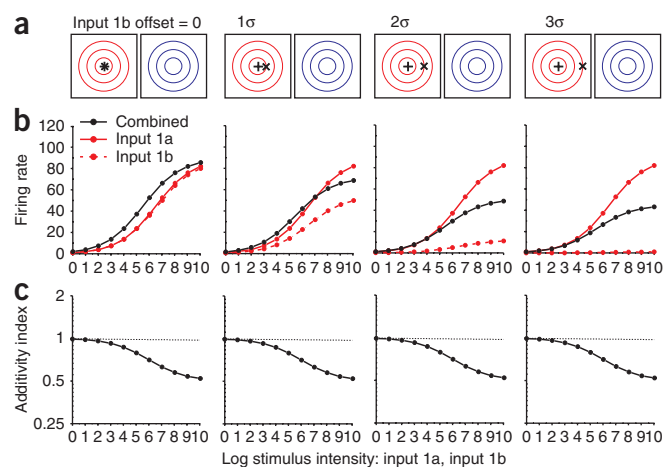 a
Input 1b offset = 0
1σ
2σ
3σ
b
Firing rate
120
100
80
60
40
20
0
Combined
Input 1a
Input 1b
0 1 2 3 4 5 6 7 8 9 10
0 1 2 3 4 5 6 7 8 9 10
0 1 2 3 4 5 6 7 8 9 10
0 1 2 3 4 5 6 7 8 9 10
c
Additivity index
2
1
0.5
0.25
0 1 2 3 4 5 6 7 8 9 10
0 1 2 3 4 5 6 7 8 9 10
0 1 2 3 4 5 6 7 8 9 10
0 1 2 3 4 5 6 7 8 9 10
Log stimulus intensity: input 1a, input 1b